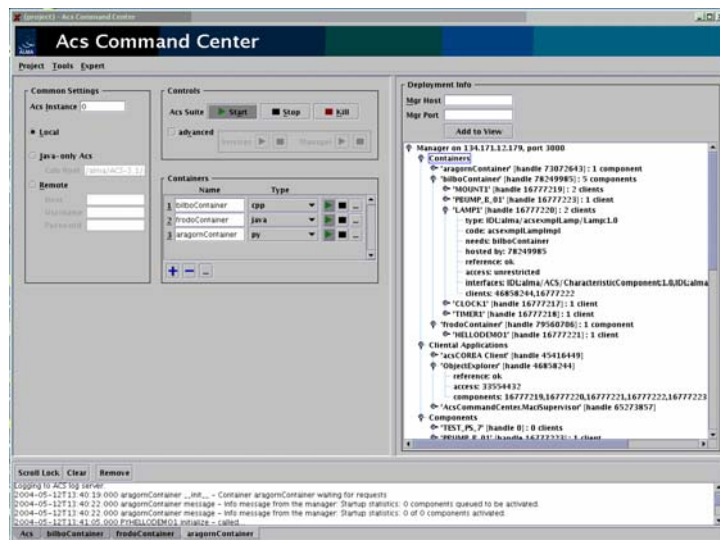 (project) - Acs Command Center
ALMA
Acs Command Center
Project Tools Expert
Common Settings
Acs Instance 0
Local
Java-only Acs
Remote
Host
Username
Password
Controls
Acs Suite Start Stop Kill
advanced Services Manager
Containers
Name Type
1 bilboContainer cpp ...
2 frodoContainer java ...
3 aragornContainer py ...
+ - ...
Deployment Info
Mgr Host
Mgr Port
Add to View
Manager on 134.171.12.179, port 3000
Containers
'aragornContainer' [handle 73072643] : 1 component
'bilboContainer' [handle 78249985] : 5 components
'MOUNT1' [handle 16777219] : 2 clients
'PBUMP_B_01' [handle 16777223] : 1 client
'LAMP1' [handle 16777220] : 2 clients
type: IDL:alma/acsexmplLamp/Lamp:1.0
code: acsexmplLampImpl
needs: bilboContainer
hosted by: 78249985
reference: ok
access: unrestricted
interfaces: IDL:alma/ACS/CharacteristicComponent:1.0,IDL:alma
clients: 46858244,16777222
'CLOCK1' [handle 16777217] : 1 client
'TIMER1' [handle 16777218] : 1 client
'frodoContainer' [handle 79560706] : 1 component
'HELLODEMO1' [handle 16777221] : 1 client
Cliental Applications
'acsCORBA Client' [handle 45416449]
'ObjectExplorer' [handle 46858244]
reference: ok
access: 33554432
components: 16777219,16777220,16777221,16777222,16777223
'AcsCommandCenter.MaciSupervisor' [handle 65273857]
Components
'TEST_PS_7' [handle 0] : 0 clients
[handle 16777223] : 1 client
Scroll Lock Clear Remove
Logging to ACS log server.
2004-05-12T13:40:19.000 aragornContainer __init__ - Container aragornContainer waiting for requests
2004-05-12T13:40:22.000 aragornContainer message - Info message from the manager: Startup statistics: 0 components queued to be activated.
2004-05-12T13:40:22.000 aragornContainer message - Info message from the manager: Startup statistics: 0 of 0 components activated.
2004-05-12T13:41:05.000 PYHELLODEMO1 initialize - called...
Acs bilboContainer frodoContainer aragornContainer